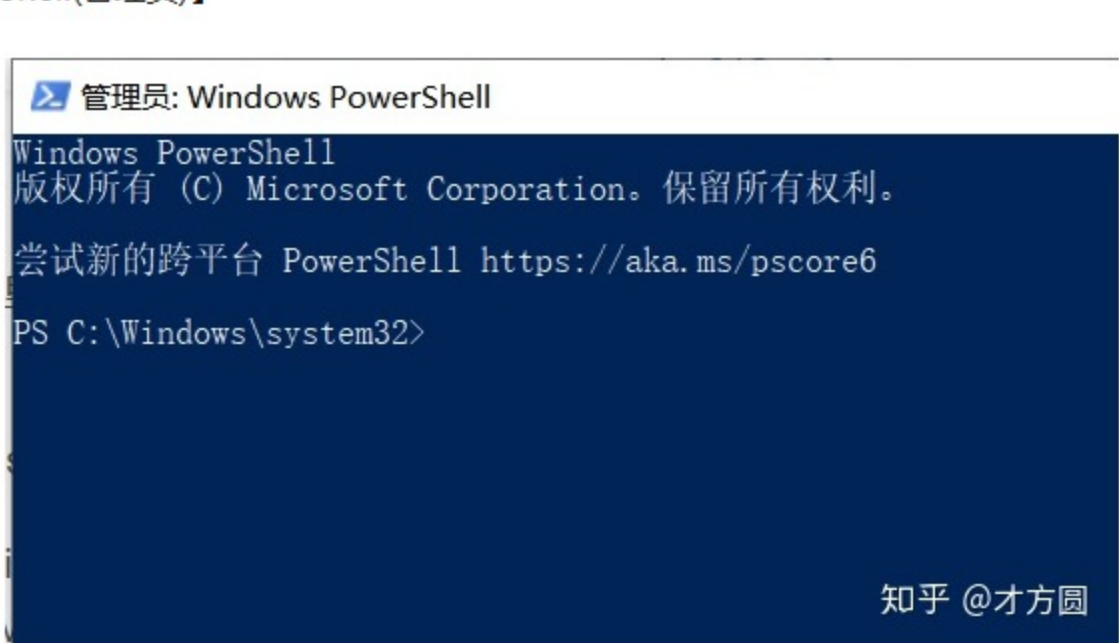 管理员: Windows PowerShell
Windows PowerShell
版权所有 (C) Microsoft Corporation。保留所有权利。
尝试新的跨平台 PowerShell https://aka.ms/pscore6
PS C:\Windows\system32>
知乎 @才方圆